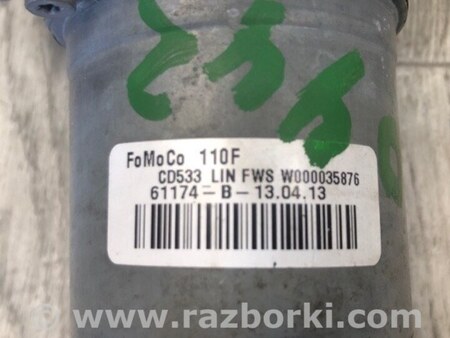 FoMoCo 110F
CD533 LIN FWS W000035876
61174-B-13.04.13
www.razborki.com